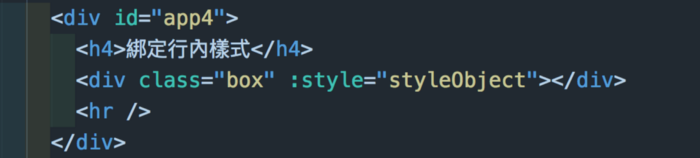 <div id="app4">
<h4>綁定行內樣式</h4>
<div class="box" :style="styleObject"></div>
<hr />
</div>